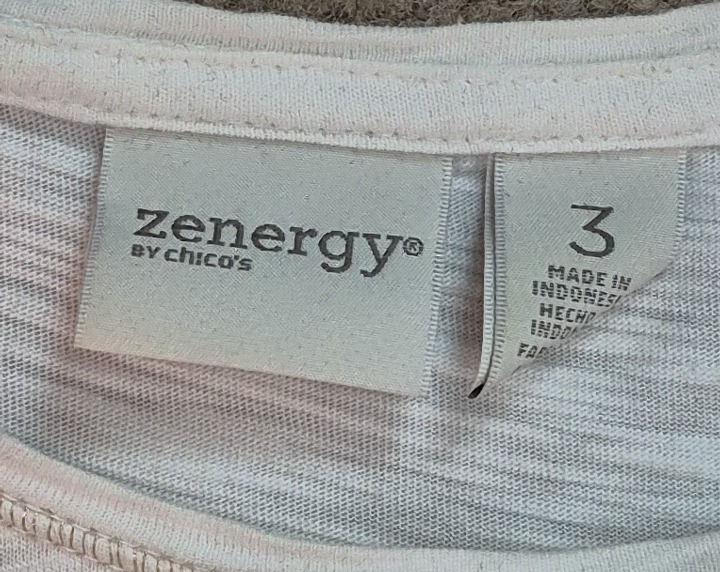 zenergy®
BY chico's
3
MADE IN
HECHO